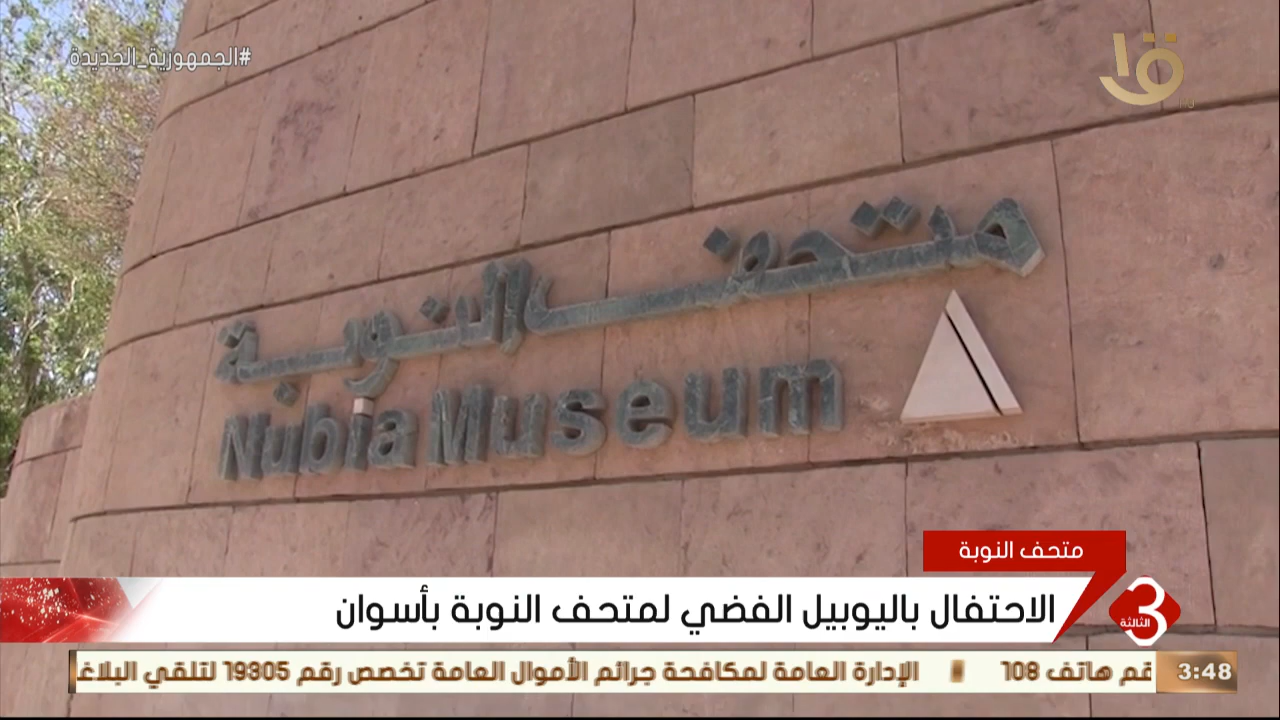 #الجمهورية_الجديدة
متحف النوبة
Nubia Museum
متحف النوبة
الاحتفال باليوبيل الفضي لمتحف النوبة بأسوان
3
الثالثة
3:48
قم هاتف 108 الإدارة العامة لمكافحة جرائم الأموال العامة تخصص رقم 19305 لتلقي البلاغ